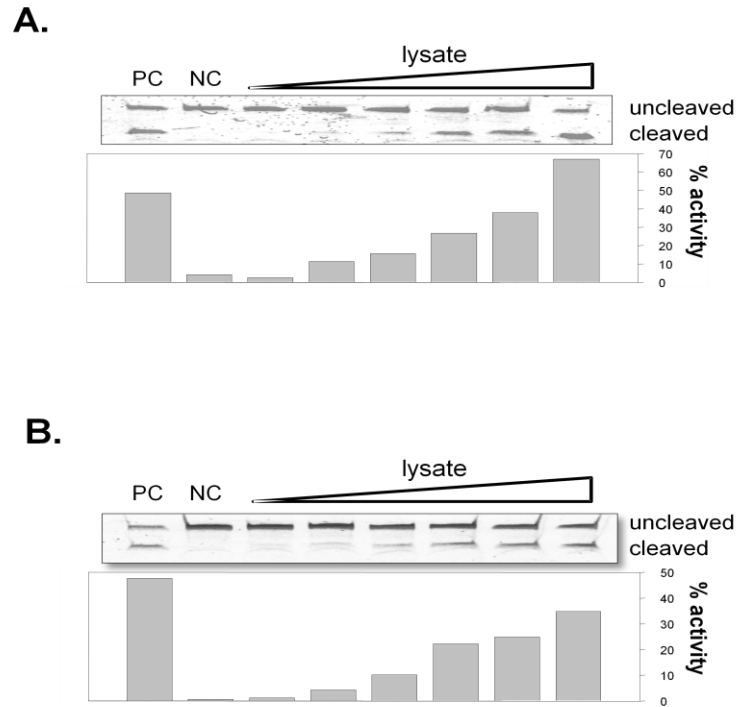 A.
lysate
PC NC
uncleaved
cleaved
70
60
50
40
30
20
10
0
% activity
B.
lysate
PC NC
uncleaved
cleaved
50
40
30
20
10
0
% activity